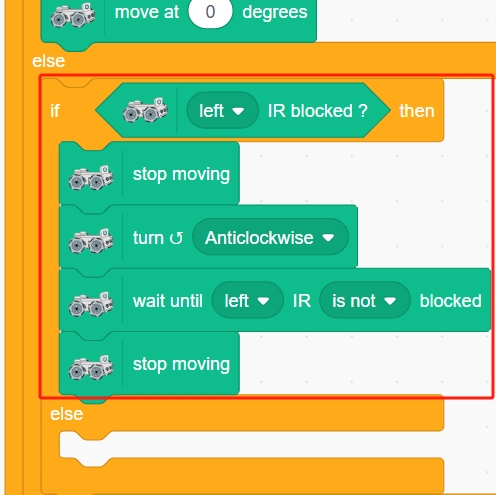 move at 0 degrees
else
if left IR blocked ? then
stop moving
turn ↺ Anticlockwise
wait until left IR is not blocked
stop moving
else